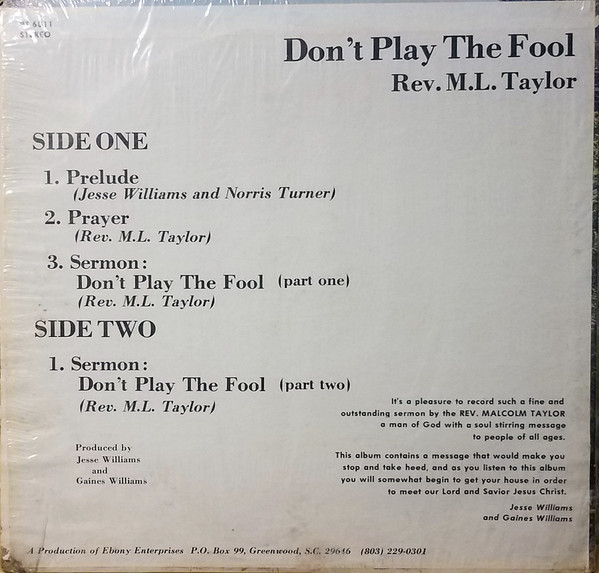 STEREO
Don't Play The Fool
Rev. M.L. Taylor
SIDE ONE
1. Prelude
(Jesse Williams and Norris Turner)
2. Prayer
(Rev. M.L. Taylor)
3. Sermon:
Don't Play The Fool (part one)
(Rev. M.L. Taylor)
SIDE TWO
1. Sermon:
Don't Play The Fool (part two)
(Rev. M.L. Taylor)
It's a pleasure to record such a fine and
outstanding sermon by the REV. MALCOLM TAYLOR
a man of God with a soul stirring message
to people of all ages.
This album contains a message that would make you
stop and take heed, and as you listen to this album
you will somewhat begin to get your house in order
to meet our Lord and Savior Jesus Christ.
Jesse Williams
and Gaines Williams
Produced by
Jesse Williams
and
Gaines Williams
A Production of Ebony Enterprises P.O. Box 99, Greenwood, S.C. 29646 (803) 229-0301